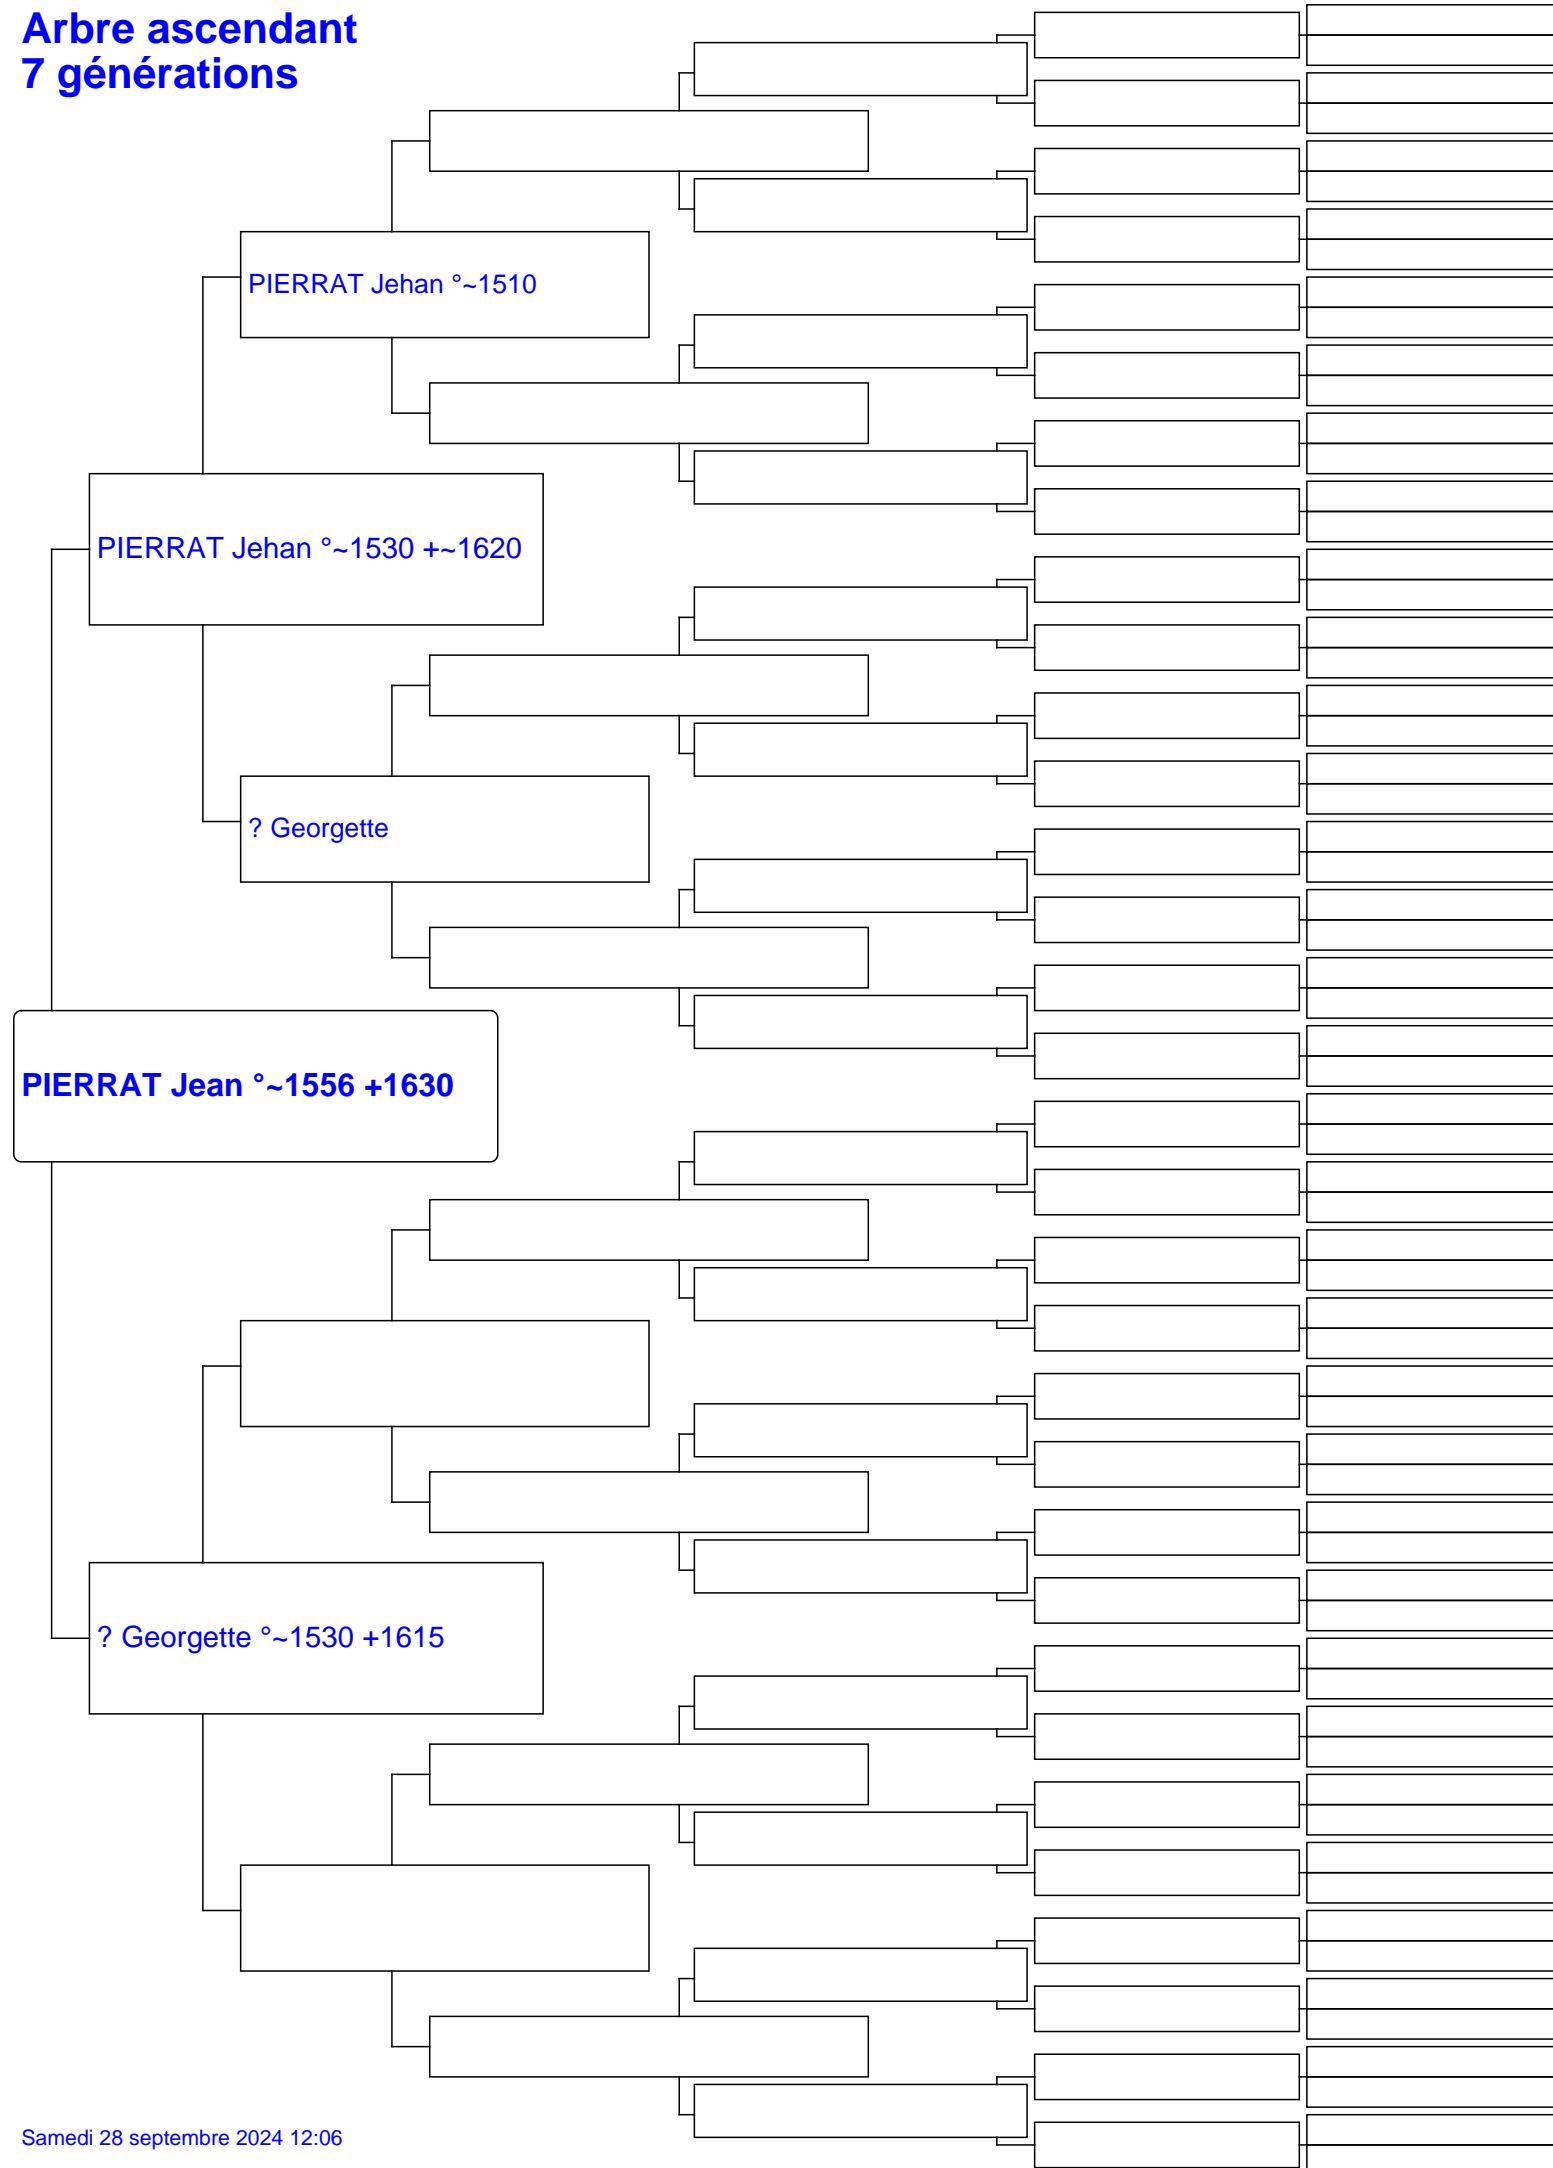 Arbre ascendant
7 générations
PIERRAT Jehan °~1510
PIERRAT Jehan °~1530 +~1620
? Georgette
PIERRAT Jean °~1556 +1630
? Georgette °~1530 +1615
Samedi 28 septembre 2024 12:06